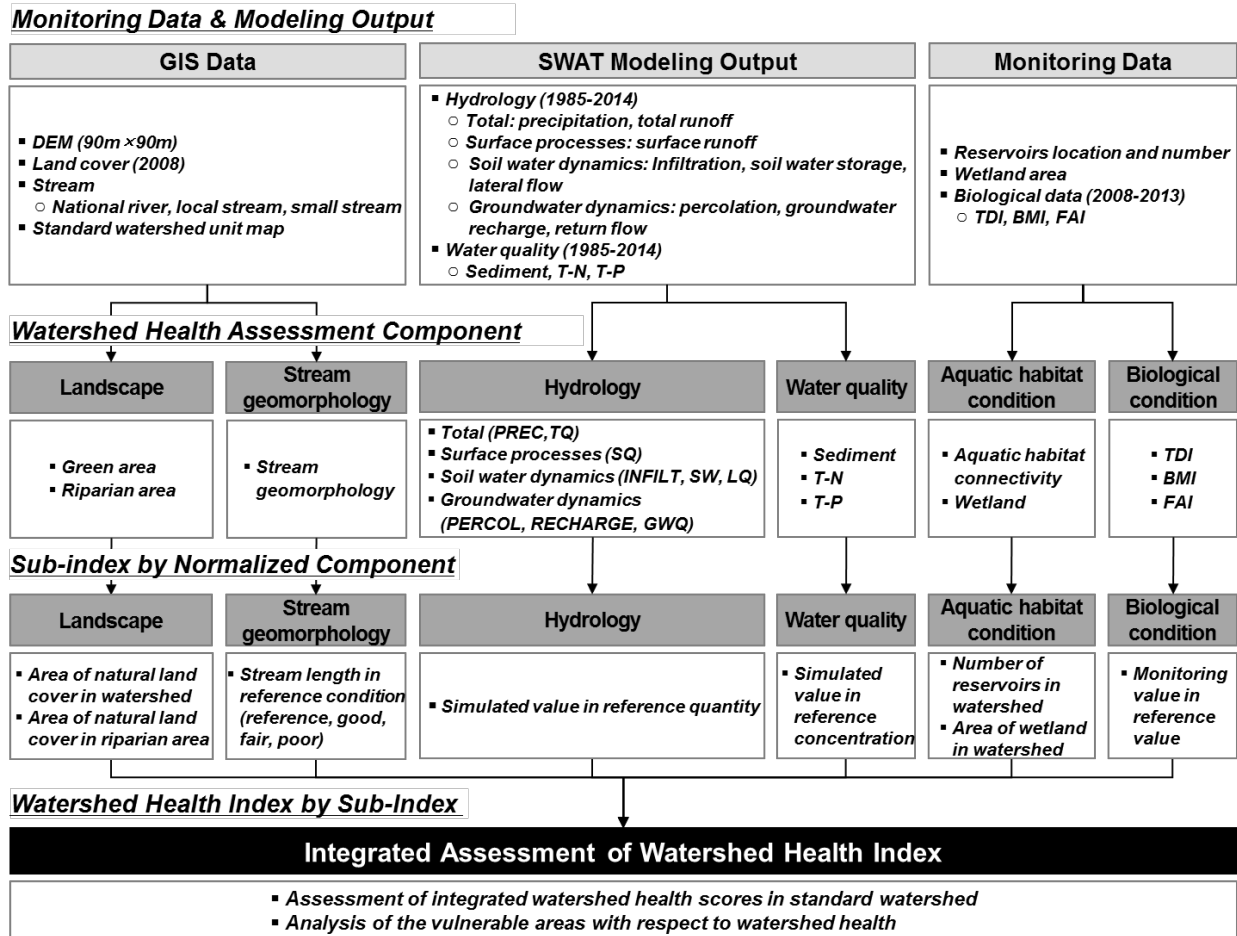 Monitoring Data & Modeling Output
GIS Data
▪ DEM (90m×90m)
▪ Land cover (2008)
▪ Stream
○ National river, local stream, small stream
▪ Standard watershed unit map
SWAT Modeling Output
▪ Hydrology (1985-2014)
○ Total: precipitation, total runoff
○ Surface processes: surface runoff
○ Soil water dynamics: Infiltration, soil water storage,
lateral flow
○ Groundwater dynamics: percolation, groundwater
recharge, return flow
▪ Water quality (1985-2014)
○ Sediment, T-N, T-P
Monitoring Data
▪ Reservoirs location and number
▪ Wetland area
▪ Biological data (2008-2013)
○ TDI, BMI, FAI
Watershed Health Assessment Component
Landscape
▪ Green area
▪ Riparian area
Stream
geomorphology
▪ Stream
geomorphology
Hydrology
▪ Total (PREC,TQ)
▪ Surface processes (SQ)
▪ Soil water dynamics (INFILT, SW, LQ)
▪ Groundwater dynamics
(PERCOL, RECHARGE, GWQ)
Water quality
▪ Sediment
▪ T-N
▪ T-P
Aquatic habitat
condition
▪ Aquatic habitat
connectivity
▪ Wetland
Biological
condition
▪ TDI
▪ BMI
▪ FAI
Sub-index by Normalized Component
Landscape
▪ Area of natural land
cover in watershed
▪ Area of natural land
cover in riparian area
Stream
geomorphology
▪ Stream length in
reference condition
(reference, good,
fair, poor)
Hydrology
▪ Simulated value in reference quantity
Water quality
▪ Simulated
value in
reference
concentration
Aquatic habitat
condition
▪ Number of
reservoirs in
watershed
▪ Area of wetland
in watershed
Biological
condition
▪ Monitoring
value in
reference
value
Watershed Health Index by Sub-Index
Integrated Assessment of Watershed Health Index
▪ Assessment of integrated watershed health scores in standard watershed
▪ Analysis of the vulnerable areas with respect to watershed health